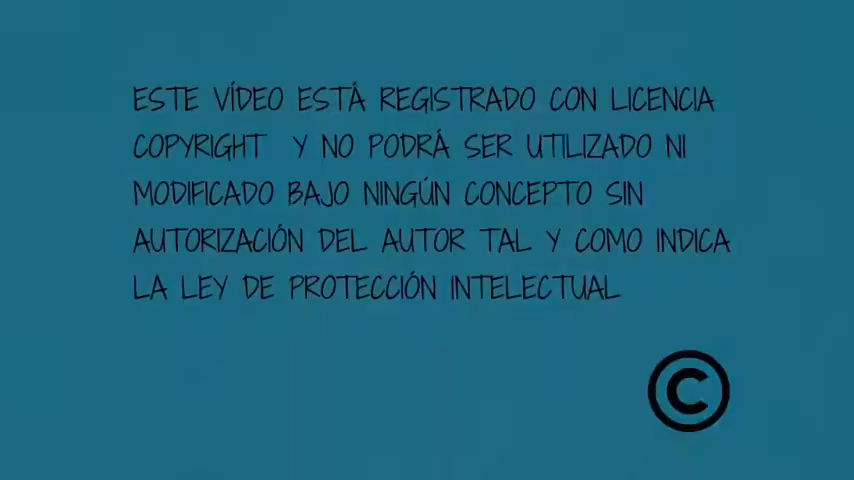 ESTE VÍDEO ESTÁ REGISTRADO CON LICENCIA
COPYRIGHT Y NO PODRÁ SER UTILIZADO NI
MODIFICADO BAJO NINGÚN CONCEPTO SIN
AUTORIZACIÓN DEL AUTOR TAL Y COMO INDICA
LA LEY DE PROTECCIÓN INTELECTUAL
©